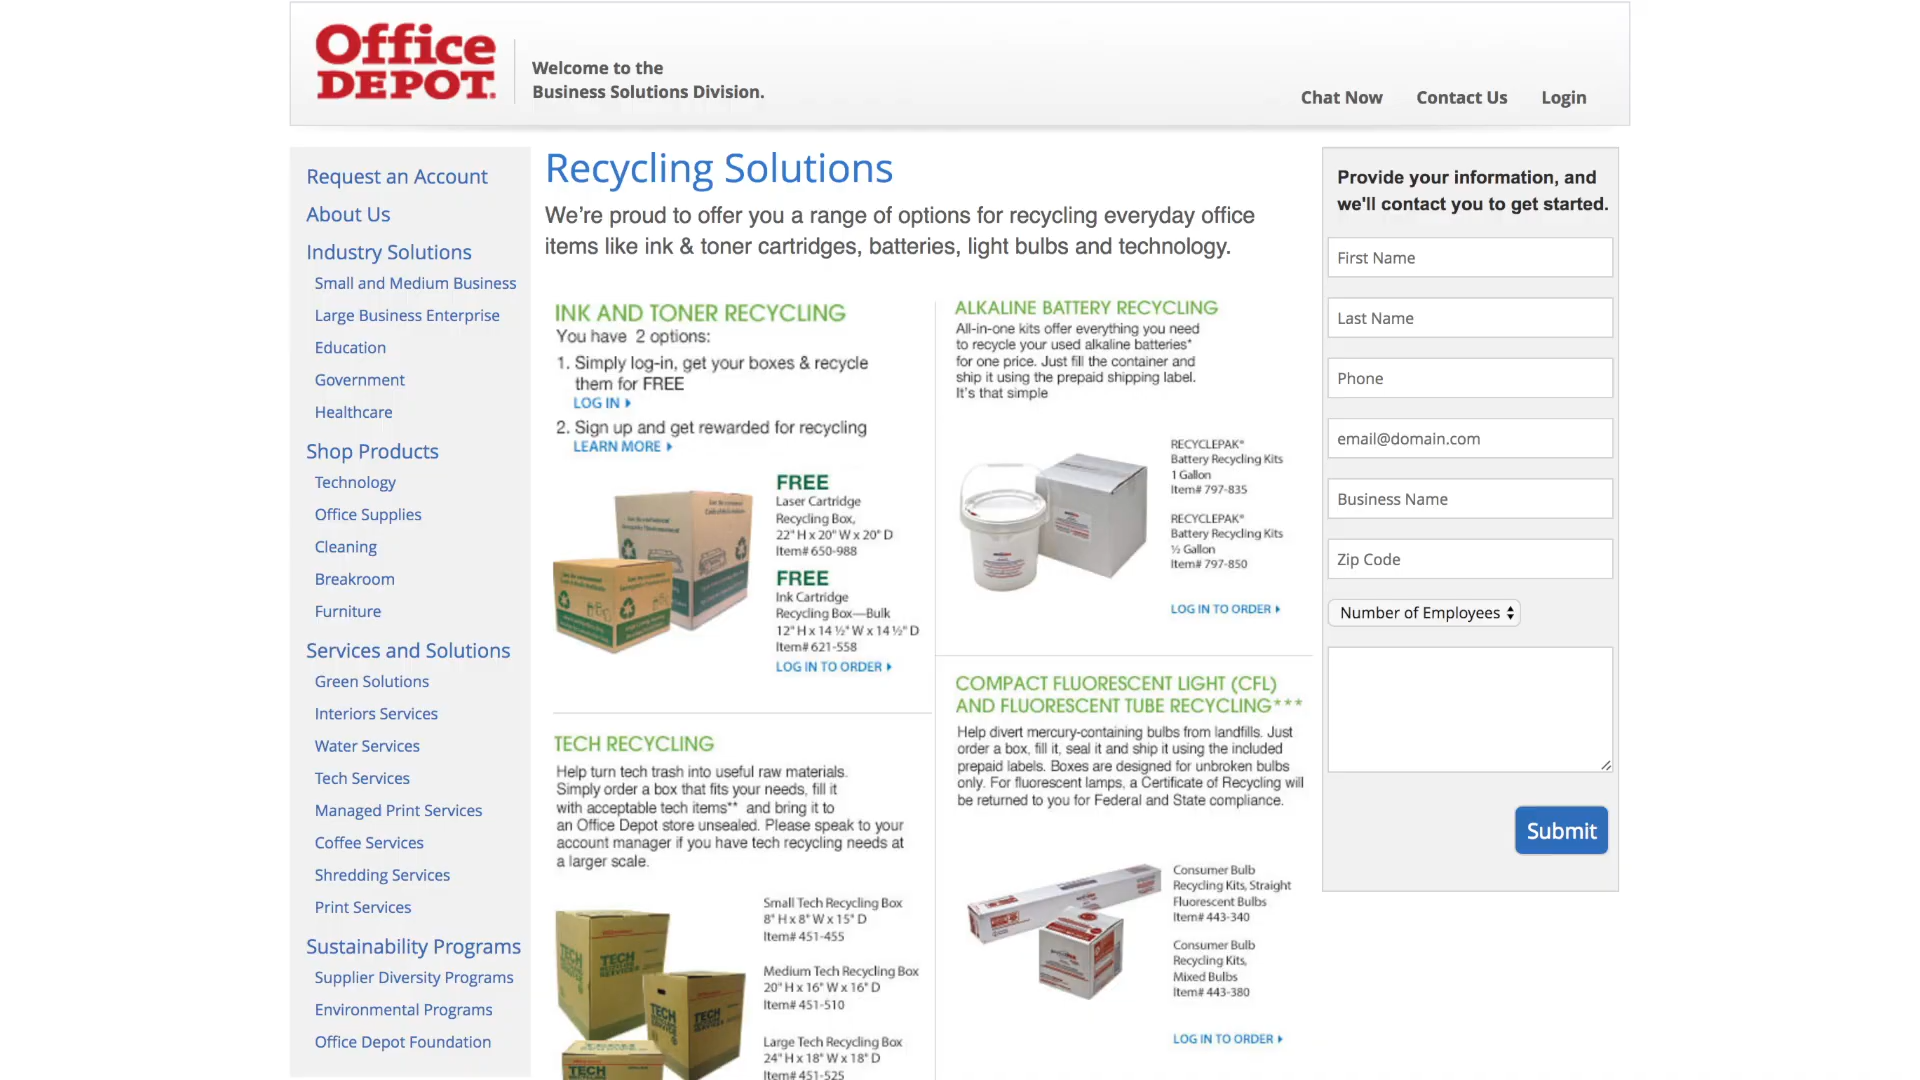 Office
DEPOT.
Welcome to the
Business Solutions Division.
Chat Now
Contact Us
Login
Request an Account
About Us
Industry Solutions
Small and Medium Business
Large Business Enterprise
Education
Government
Healthcare
Shop Products
Technology
Office Supplies
Cleaning
Breakroom
Furniture
Services and Solutions
Green Solutions
Interiors Services
Water Services
Tech Services
Managed Print Services
Coffee Services
Shredding Services
Print Services
Sustainability Programs
Supplier Diversity Programs
Environmental Programs
Office Depot Foundation
Recycling Solutions
We’re proud to offer you a range of options for recycling everyday office
items like ink & toner cartridges, batteries, light bulbs and technology.
INK AND TONER RECYCLING
You have 2 options:
1. Simply log-in, get your boxes & recycle
them for FREE
LOG IN
2. Sign up and get rewarded for recycling
LEARN MORE
FREE
Laser Cartridge
Recycling Box,
22" H x 20" W x 20" D
Item# 650-988
FREE
Ink Cartridge
Recycling Box—Bulk
12" H x 14 ½" W x 14 ½" D
Item# 621-558
LOG IN TO ORDER
TECH RECYCLING
Help turn tech trash into useful raw materials.
Simply order a box that fits your needs, fill it
with acceptable tech items** and bring it to
an Office Depot store unsealed. Please speak to your
account manager if you have tech recycling needs at
a larger scale.
TECH
TECH
TECH
TECH
Small Tech Recycling Box
8" H x 8" W x 15" D
Item# 451-455
Medium Tech Recycling Box
20" H x 16" W x 16" D
Item# 451-510
Large Tech Recycling Box
24" H x 18" W x 18" D
Item# 451-525
ALKALINE BATTERY RECYCLING
All-in-one kits offer everything you need
to recycle your used alkaline batteries*
for one price. Just fill the container and
ship it using the prepaid shipping label.
It's that simple
RECYCLEPAK®
Battery Recycling Kits
1 Gallon
Item# 797-835
RECYCLEPAK®
Battery Recycling Kits
½ Gallon
Item# 797-850
LOG IN TO ORDER
COMPACT FLUORESCENT LIGHT (CFL)
AND FLUORESCENT TUBE RECYCLING***
Help divert mercury-containing bulbs from landfills. Just
order a box, fill it, seal it and ship it using the included
prepaid labels. Boxes are designed for unbroken bulbs
only. For fluorescent lamps, a Certificate of Recycling will
be returned to you for Federal and State compliance.
Consumer Bulb
Recycling Kits, Straight
Fluorescent Bulbs
Item# 443-340
Consumer Bulb
Recycling Kits,
Mixed Bulbs
Item# 443-380
LOG IN TO ORDER
Provide your information, and
we'll contact you to get started.
First Name
Last Name
Phone
email@domain.com
Business Name
Zip Code
Number of Employees
Submit